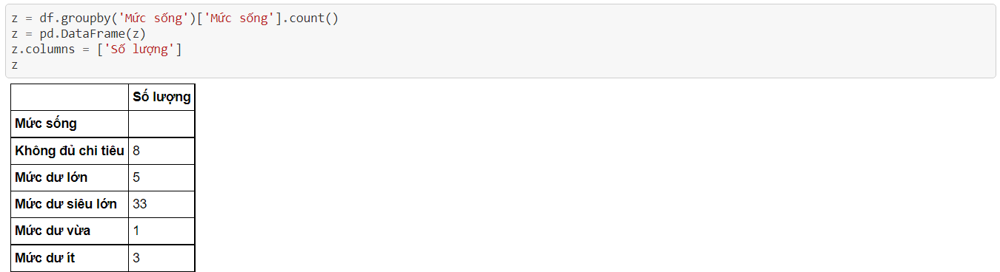 z = df.groupby('Mức sống')['Mức sống'].count()
z = pd.DataFrame(z)
z.columns = ['Số lượng']
z
Số lượng
Mức sống
Không đủ chi tiêu 8
Mức dư lớn 5
Mức dư siêu lớn 33
Mức dư vừa 1
Mức dư ít 3